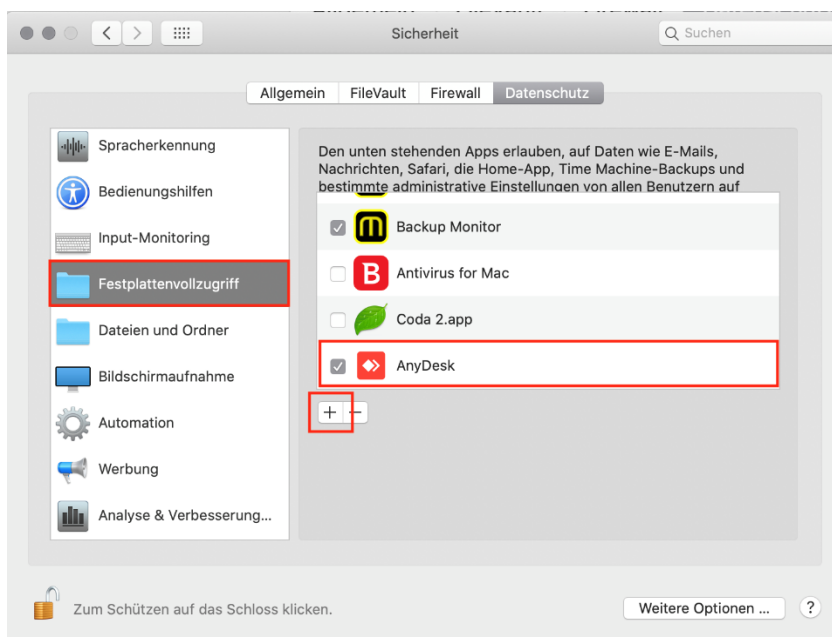 Sicherheit
Suchen
Allgemein FileVault Firewall Datenschutz
Spracherkennung
Bedienungshilfen
Input-Monitoring
Festplattenvollzugriff
Dateien und Ordner
Bildschirmaufnahme
Automation
Werbung
Analyse & Verbesserung...
Den unten stehenden Apps erlauben, auf Daten wie E-Mails,
Nachrichten, Safari, die Home-App, Time Machine-Backups und
bestimmte administrative Einstellungen von allen Benutzern auf
Backup Monitor
B Antivirus for Mac
Coda 2.app
AnyDesk
+ −
Zum Schützen auf das Schloss klicken.
Weitere Optionen ... ?